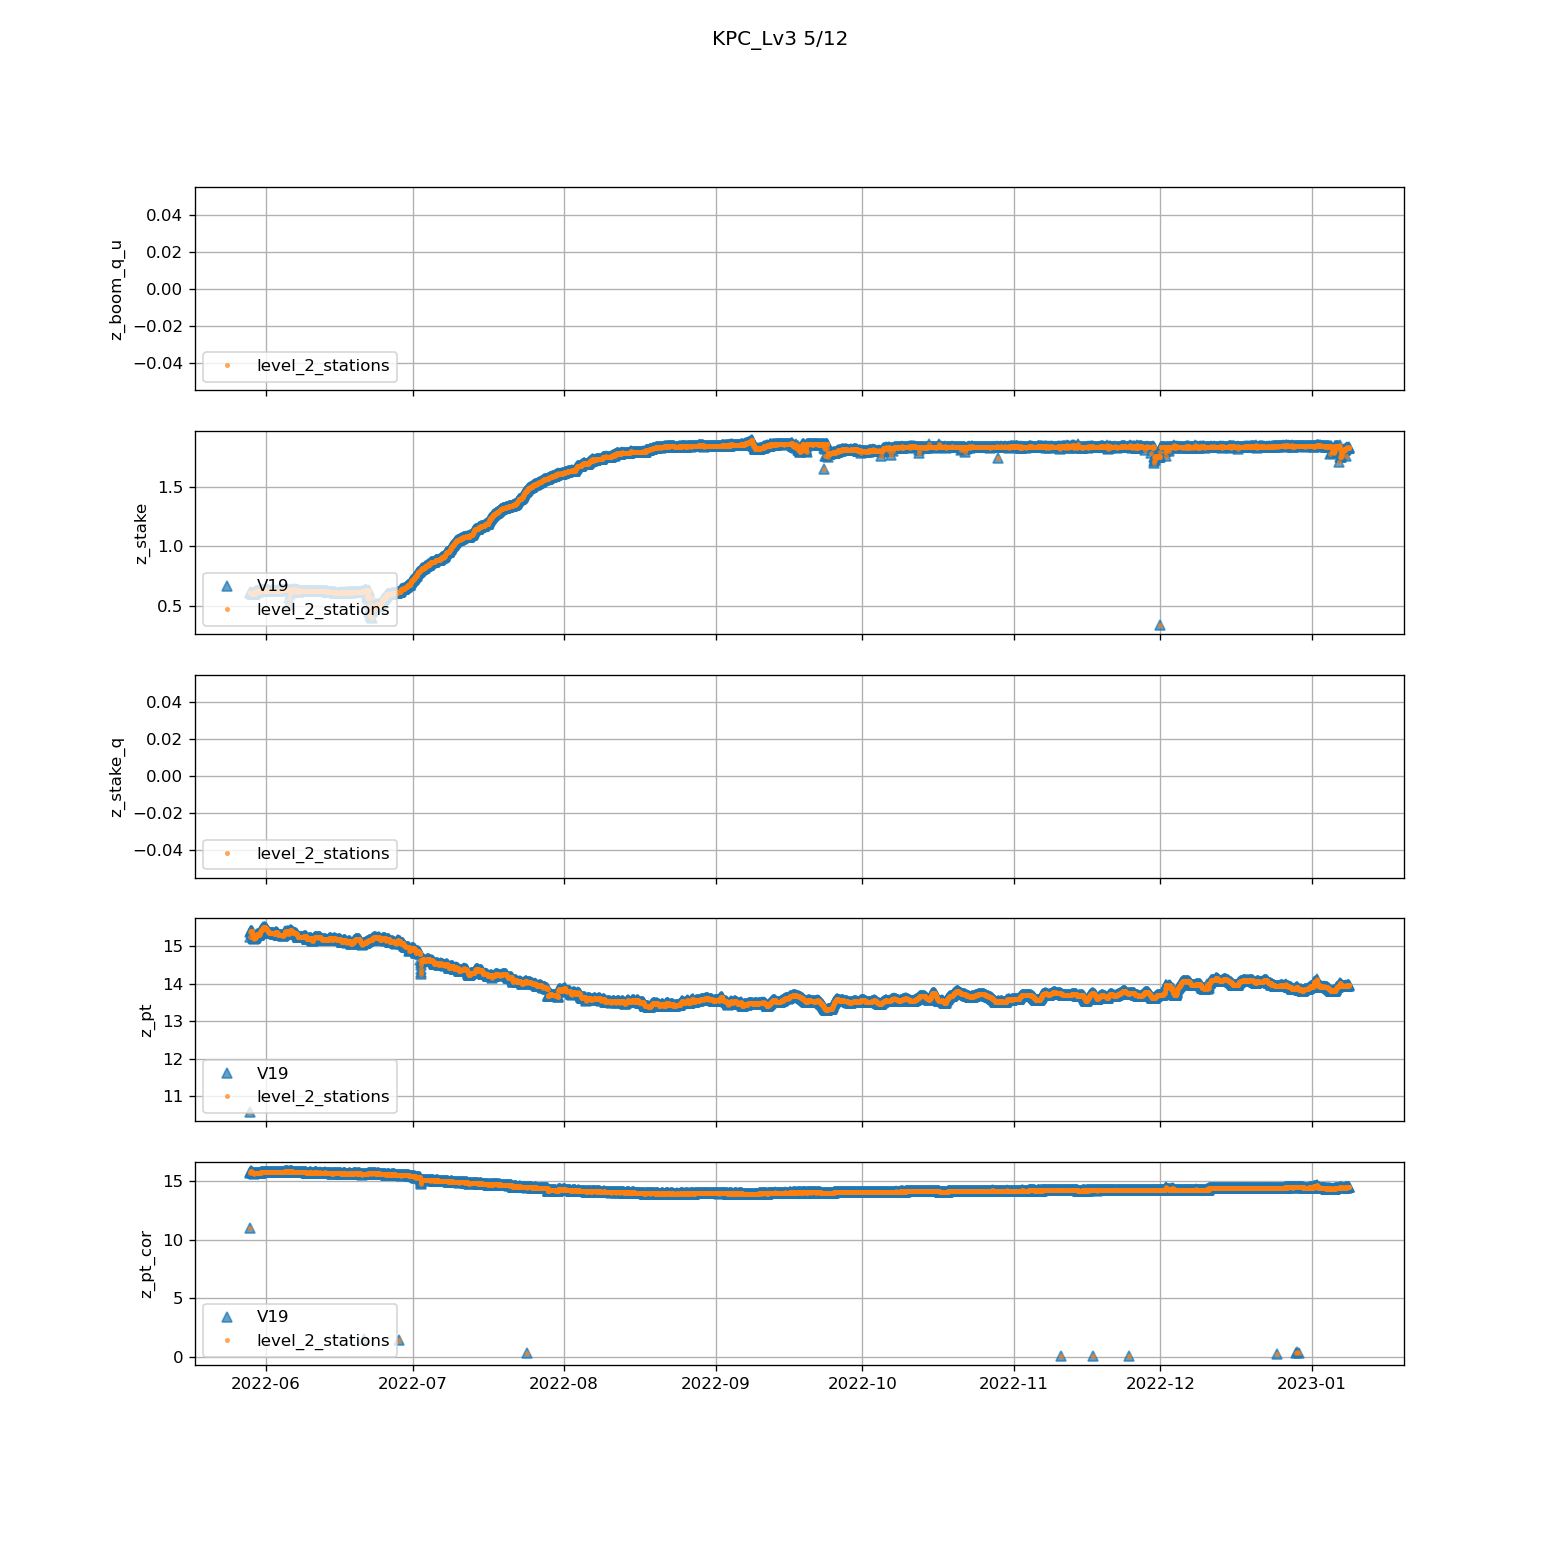 KPC_Lv3 5/12
z_boom_q_u
0.04
0.02
0.00
−0.02
−0.04
level_2_stations
z_stake
1.5
1.0
0.5
V19
level_2_stations
z_stake_q
0.04
0.02
0.00
−0.02
−0.04
level_2_stations
z_pt
15
14
13
12
11
V19
level_2_stations
z_pt_cor
15
10
5
0
V19
level_2_stations
2022-06 2022-07 2022-08 2022-09 2022-10 2022-11 2022-12 2023-01